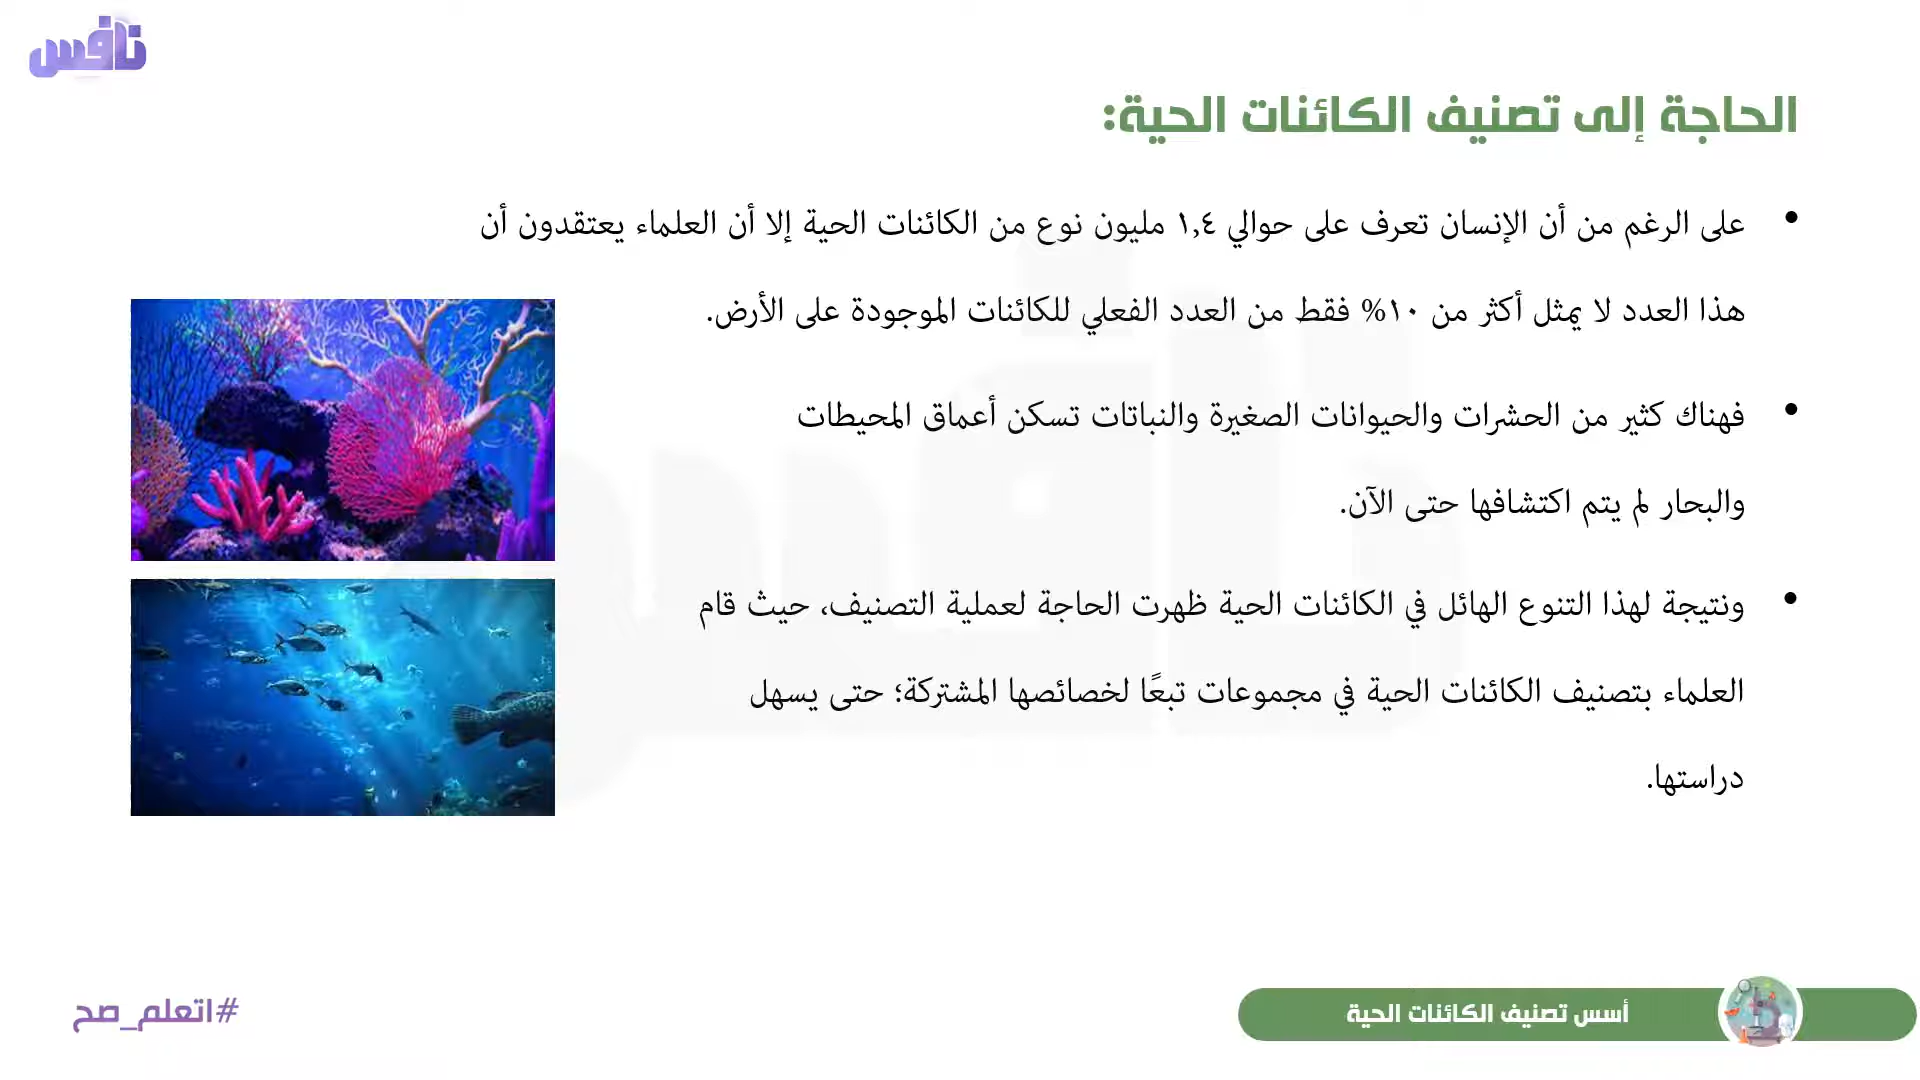 نافس
الحاجة إلى تصنيف الكائنات الحية:
• على الرغم من أن الإنسان تعرف على حوالي ١,٤ مليون نوع من الكائنات الحية إلا أن العلماء يعتقدون أن
هذا العدد لا يمثل أكثر من ١٠% فقط من العدد الفعلي للكائنات الموجودة على الأرض.
• فهناك كثير من الحشرات والحيوانات الصغيرة والنباتات تسكن أعماق المحيطات
والبحار لم يتم اكتشافها حتى الآن.
• ونتيجة لهذا التنوع الهائل في الكائنات الحية ظهرت الحاجة لعملية التصنيف، حيث قام
العلماء بتصنيف الكائنات الحية في مجموعات تبعًا لخصائصها المشتركة؛ حتى يسهل
دراستها.
أسس تصنيف الكائنات الحية
#اتعلم_صح